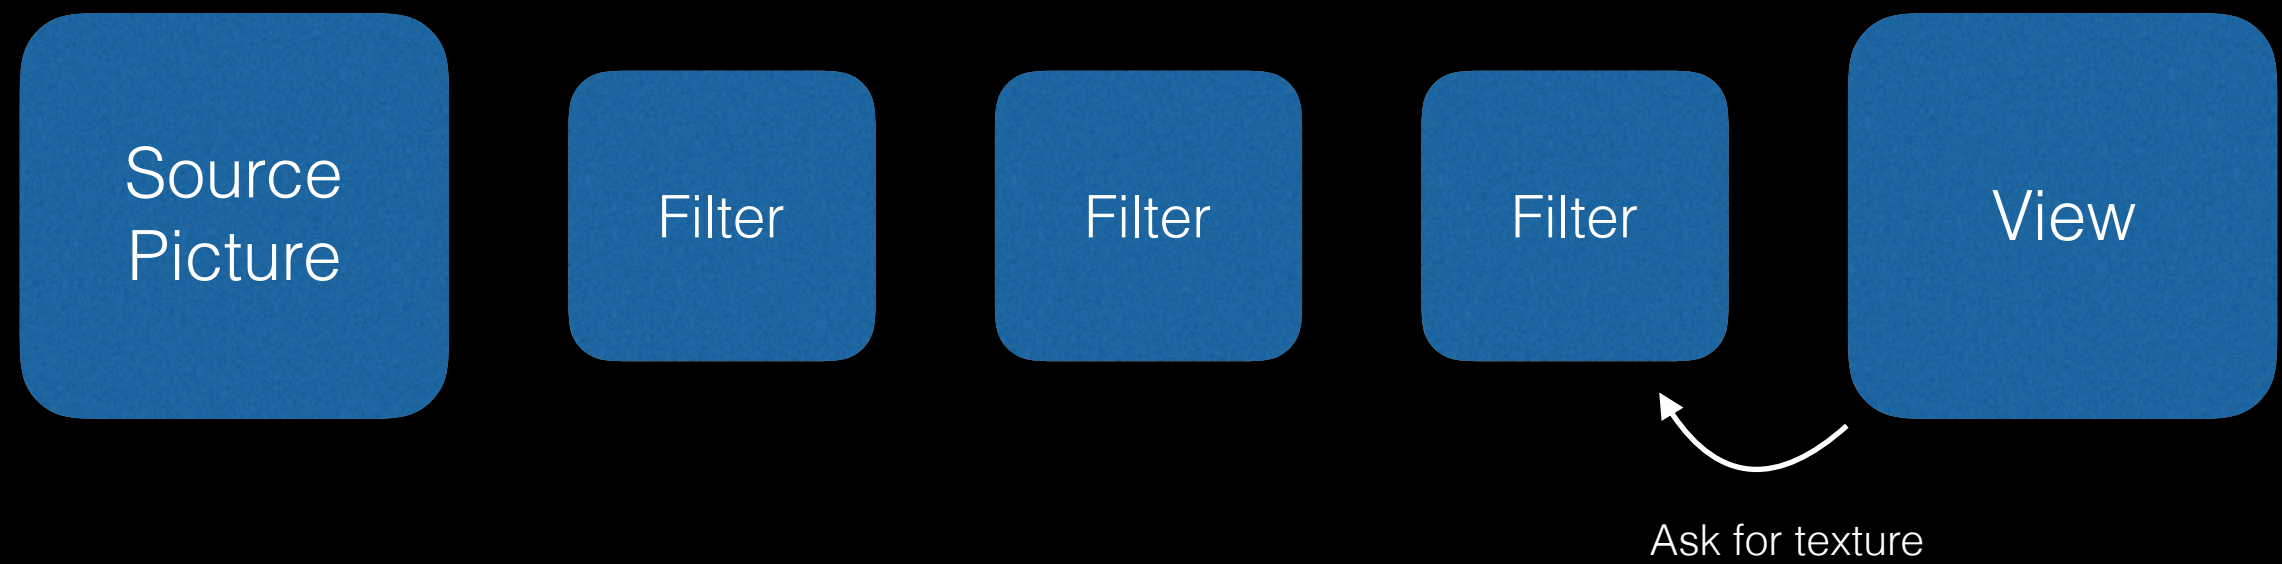 Source
Picture
Filter
Filter
Filter
View
Ask for texture